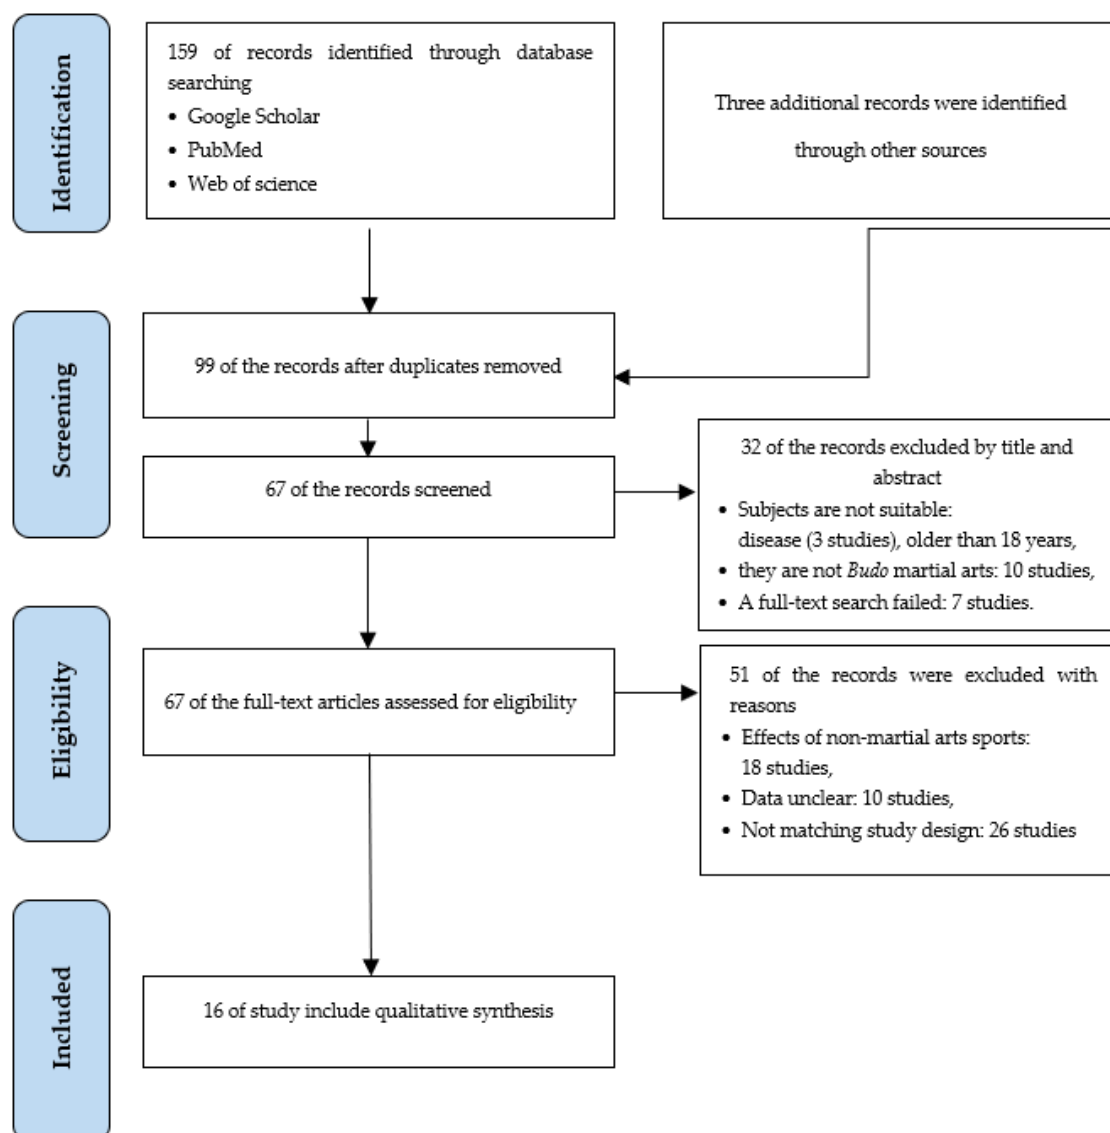 Identification
159 of records identified through database
searching
• Google Scholar
• PubMed
• Web of science
Three additional records were identified
through other sources
Screening
99 of the records after duplicates removed
67 of the records screened
32 of the records excluded by title and
abstract
• Subjects are not suitable:
disease (3 studies), older than 18 years,
• they are not Budo martial arts: 10 studies,
• A full-text search failed: 7 studies.
Eligibility
67 of the full-text articles assessed for eligibility
51 of the records were excluded with
reasons
• Effects of non-martial arts sports:
18 studies,
• Data unclear: 10 studies,
• Not matching study design: 26 studies
Included
16 of study include qualitative synthesis